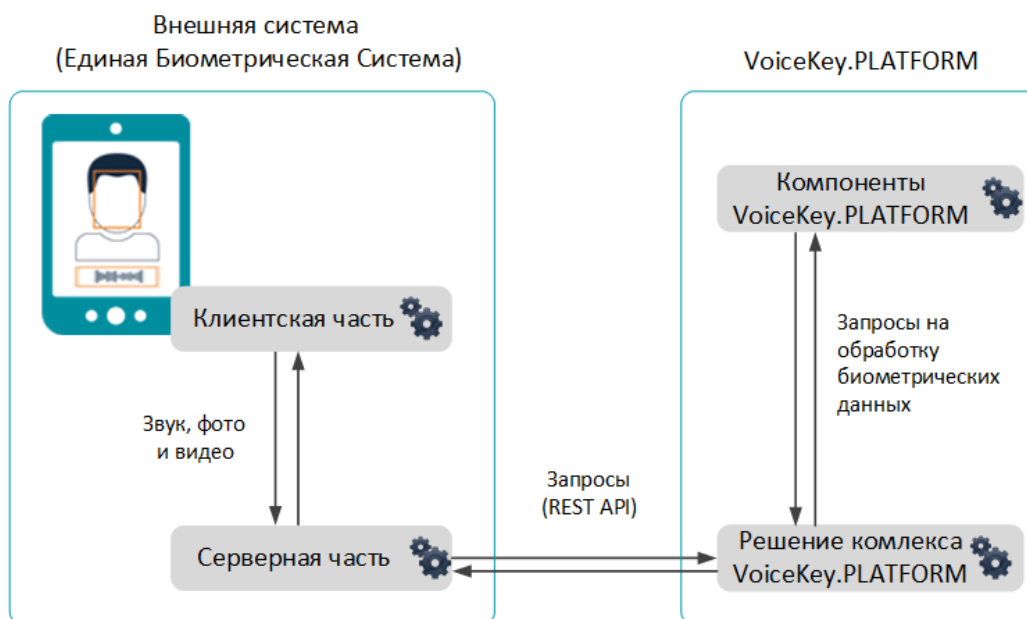 Внешняя система
(Единая Биометрическая Система)
VoiceKey.PLATFORM
Компоненты
VoiceKey.PLATFORM
Клиентская часть
Запросы на
обработку
биометрических
данных
Звук, фото
и видео
Запросы
(REST API)
Серверная часть
Решение комлекса
VoiceKey.PLATFORM